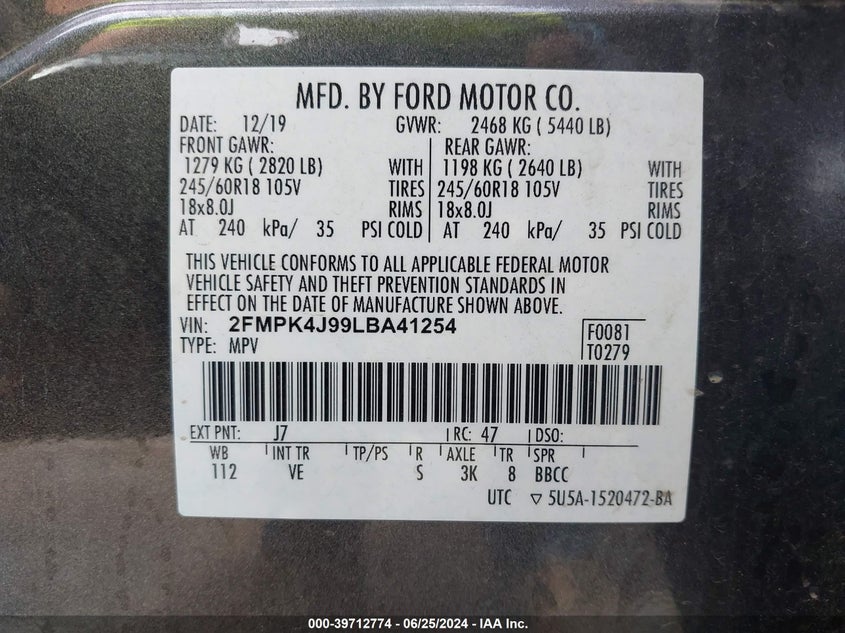 MFD. BY FORD MOTOR CO.
DATE: 12/19 GVWR: 2468 KG ( 5440 LB)
FRONT GAWR: REAR GAWR:
1279 KG ( 2820 LB) WITH 1198 KG ( 2640 LB) WITH
245/60R18 105V TIRES 245/60R18 105V TIRES
18x8.0J RIMS 18x8.0J RIMS
AT 240 kPa/ 35 PSI COLD AT 240 kPa/ 35 PSI COLD
THIS VEHICLE CONFORMS TO ALL APPLICABLE FEDERAL MOTOR
VEHICLE SAFETY AND THEFT PREVENTION STANDARDS IN
EFFECT ON THE DATE OF MANUFACTURE SHOWN ABOVE.
VIN: 2FMPK4J99LBA41254 F0081
TYPE: MPV T0279
EXT PNT: J7 RC: 47 DSO:
WB INT TR TP/PS R AXLE TR SPR
112 VE S 3K 8 BBCC
UTC ▽ 5U5A-1520472-BA
000-39712774 - 06/25/2024 - IAA Inc.